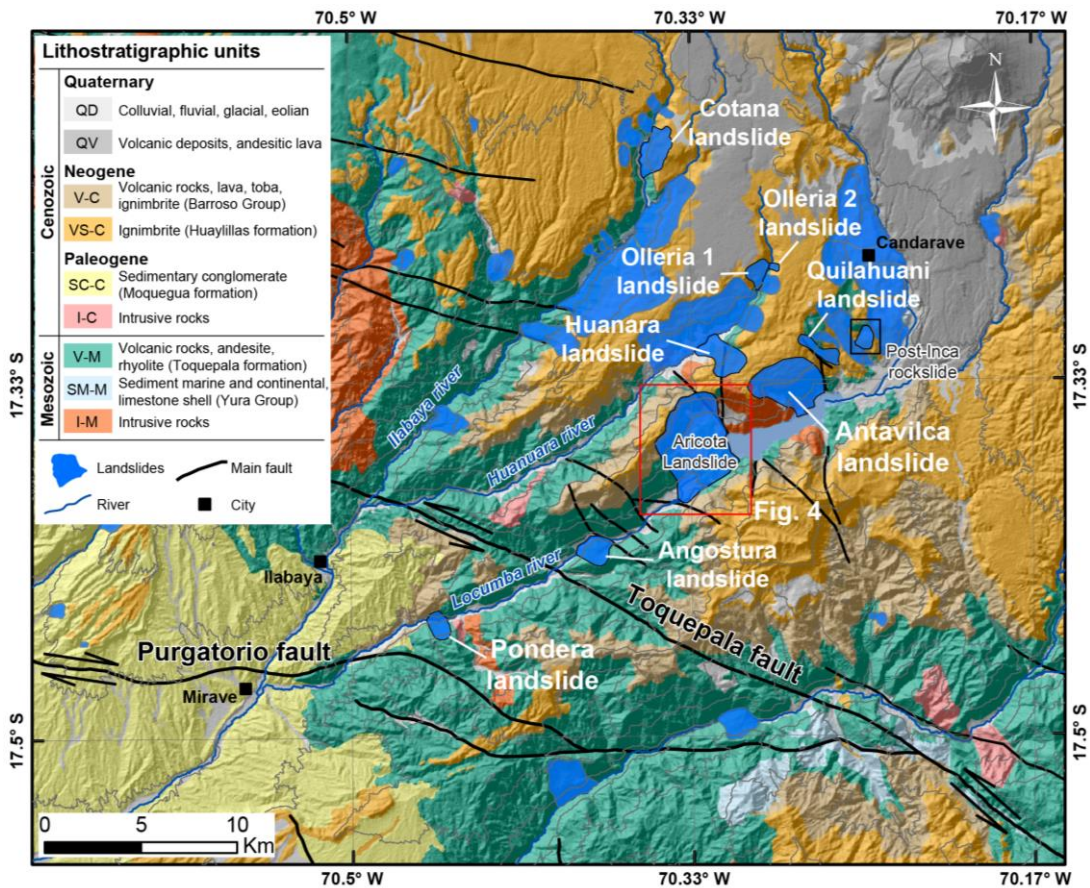 70.5° W
70.33° W
70.17° W
Lithostratigraphic units
Cenozoic
Quaternary
QD Colluvial, fluvial, glacial, eolian
QV Volcanic deposits, andesitic lava
Neogene
V-C Volcanic rocks, lava, toba,
ignimbrite (Barroso Group)
VS-C Ignimbrite (Huaylillas formation)
Paleogene
SC-C Sedimentary conglomerate
(Moquegua formation)
I-C Intrusive rocks
Mesozoic
V-M Volcanic rocks, andesite,
rhyolite (Toquepala formation)
SM-M Sediment marine and continental,
limestone shell (Yura Group)
I-M Intrusive rocks
Landslides
Main fault
River
City
N
Cotana
landslide
Olleria 2
landslide
Candarave
Olleria 1
landslide
Quilahuani
landslide
Huanara
landslide
Post-Inca
rockslide
17.33° S
17.33° S
Ilabaya river
Huanuara river
Aricota
Landslide
Antavilca
landslide
Fig. 4
Angostura
landslide
Locumba river
Ilabaya
Toquepala fault
Purgatorio fault
Pondera
landslide
Mirave
17.5° S
17.5° S
0 5 10
Km
70.5° W
70.33° W
70.17° W